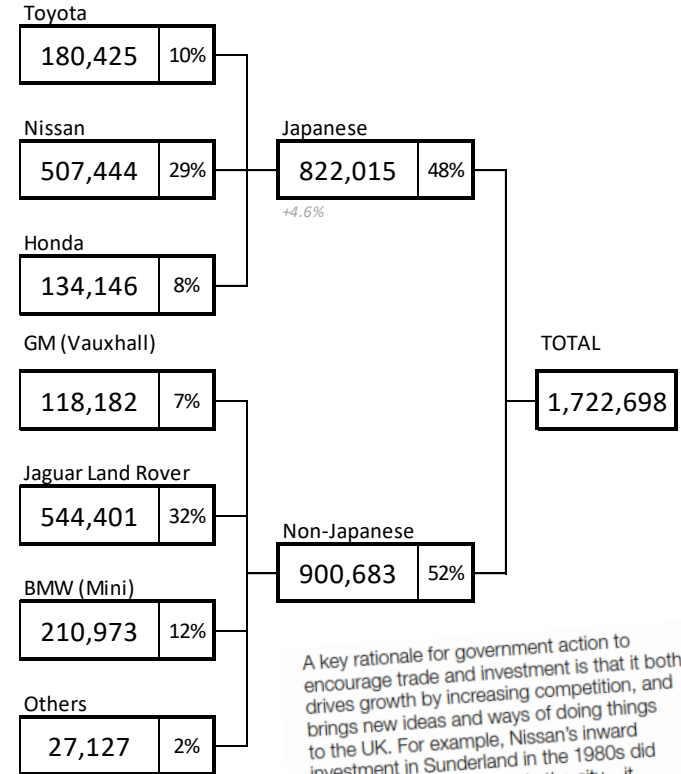 Toyota
180,425 10%
Nissan
507,444 29%
Honda
134,146 8%
Japanese
822,015 48%
+4.6%
GM (Vauxhall)
118,182 7%
Jaguar Land Rover
544,401 32%
BMW (Mini)
210,973 12%
Others
27,127 2%
Non-Japanese
900,683 52%
TOTAL
1,722,698
A key rationale for government action to
encourage trade and investment is that it both
drives growth by increasing competition, and
brings new ideas and ways of doing things
to the UK. For example, Nissan's inward
investment in Sunderland in the 1980s did